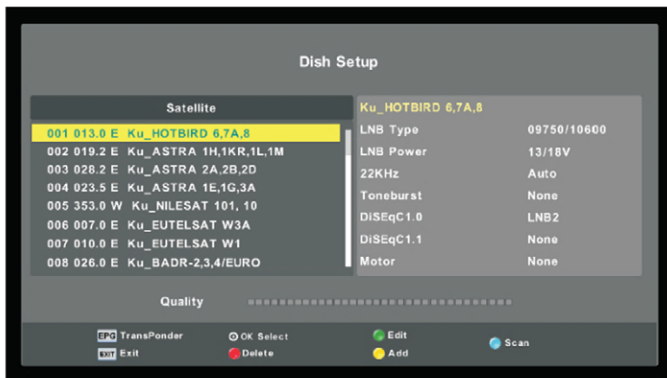 Dish Setup
Satellite
001 013.0 E Ku_HOTBIRD 6,7A,8
002 019.2 E Ku_ASTRA 1H,1KR,1L,1M
003 028.2 E Ku_ASTRA 2A,2B,2D
004 023.5 E Ku_ASTRA 1E,1G,3A
005 353.0 W Ku_NILESAT 101, 10
006 007.0 E Ku_EUTELSAT W3A
007 010.0 E Ku_EUTELSAT W1
008 026.0 E Ku_BADR-2,3,4/EURO
Ku_HOTBIRD 6,7A,8
LNB Type 09750/10600
LNB Power 13/18V
22KHz Auto
Toneburst None
DiSEqC1.0 LNB2
DiSEqC1.1 None
Motor None
Quality
EPG TransPonder OK Select Edit Scan
EXIT Exit Delete Add